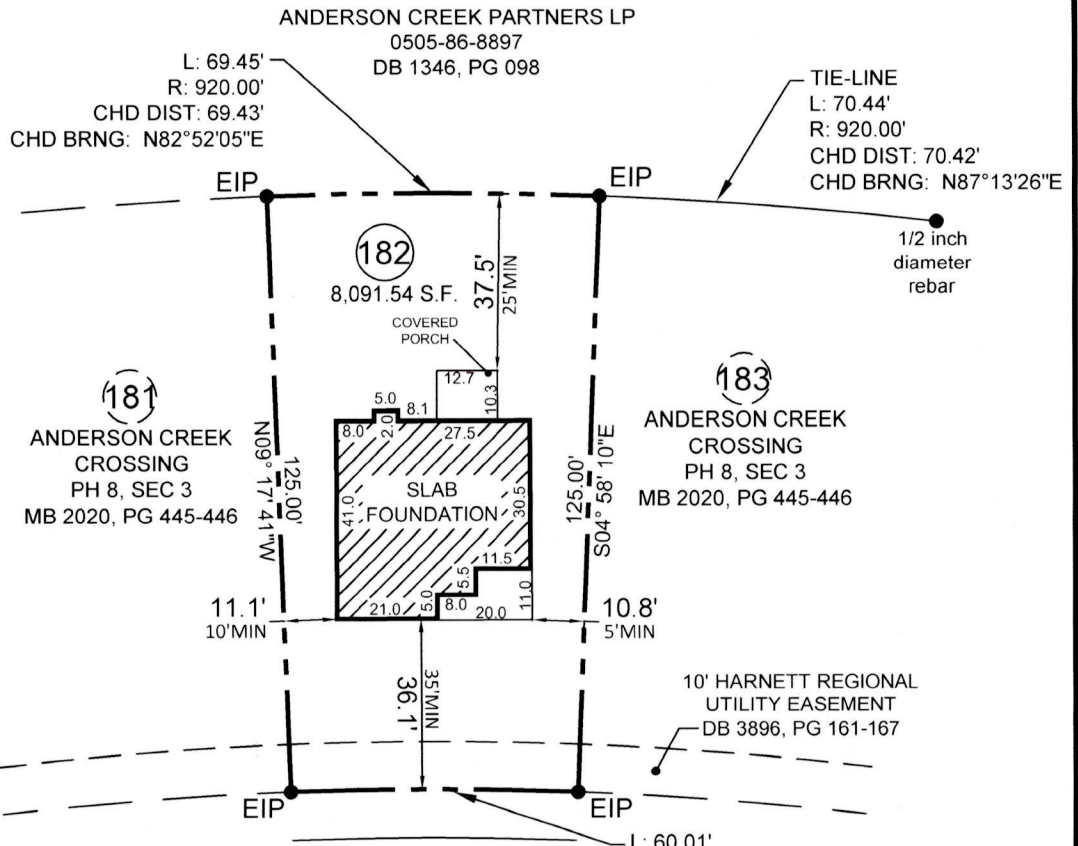 ANDERSON CREEK PARTNERS LP
0505-86-8897
DB 1346, PG 098
L: 69.45'
R: 920.00'
CHD DIST: 69.43'
CHD BRNG: N82°52'05"E
TIE-LINE
L: 70.44'
R: 920.00'
CHD DIST: 70.42'
CHD BRNG: N87°13'26"E
EIP
EIP
1/2 inch
diameter
rebar
182
8,091.54 S.F.
37.5'
25'MIN
COVERED
PORCH
12.7
10.3
181
ANDERSON CREEK
CROSSING
PH 8, SEC 3
MB 2020, PG 445-446
183
ANDERSON CREEK
CROSSING
PH 8, SEC 3
MB 2020, PG 445-446
N09° 17' 41"W
125.00'
5.0
8.1
8.0
2.0
27.5
41.0
SLAB
FOUNDATION
30.5
125.00'
S04° 58' 10"E
11.5
5.5
21.0
5.0
8.0
20.0
11.0
11.1'
10'MIN
10.8'
5'MIN
36.1'
35'MIN
10' HARNETT REGIONAL
UTILITY EASEMENT
DB 3896, PG 161-167
EIP
EIP
L: 60.01'